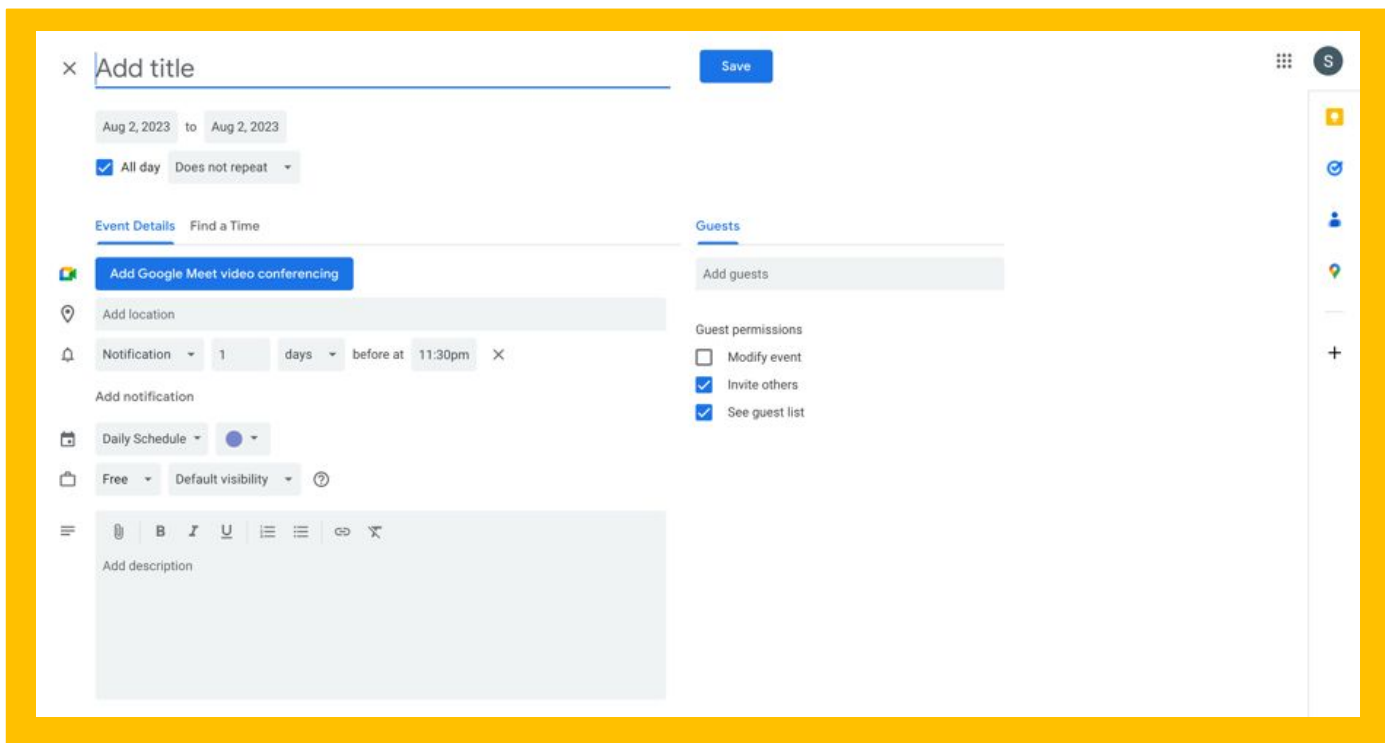 Add title
Save
S
Aug 2, 2023 to Aug 2, 2023
All day Does not repeat
Event Details Find a Time
Guests
Add Google Meet video conferencing
Add guests
Add location
Guest permissions
Notification 1 days before at 11:30pm
Modify event
Invite others
Add notification
See guest list
Daily Schedule
Free Default visibility
B I U
Add description